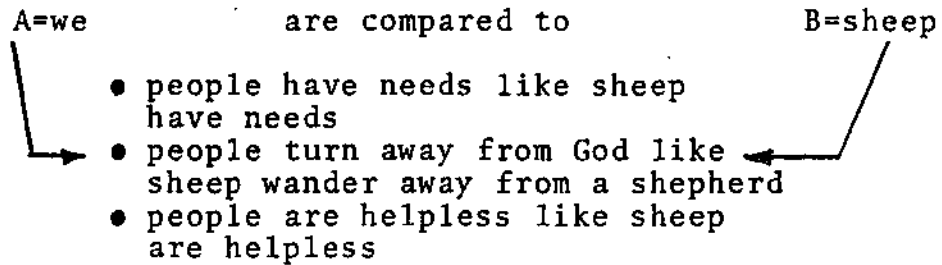 A=we are compared to B=sheep
• people have needs like sheep
have needs
• people turn away from God like
sheep wander away from a shepherd
• people are helpless like sheep
are helpless